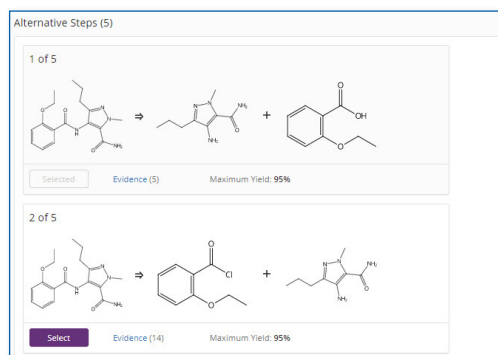 Alternative Steps (5)
1 of 5
O O N N N H O NH₂ ⇒ N N NH₂ O NH₂ + O OH O
Selected Evidence (5) Maximum Yield: 95%
2 of 5
O O N N N H O NH₂ ⇒ O Cl O + N N NH₂ O NH₂
Select Evidence (14) Maximum Yield: 95%